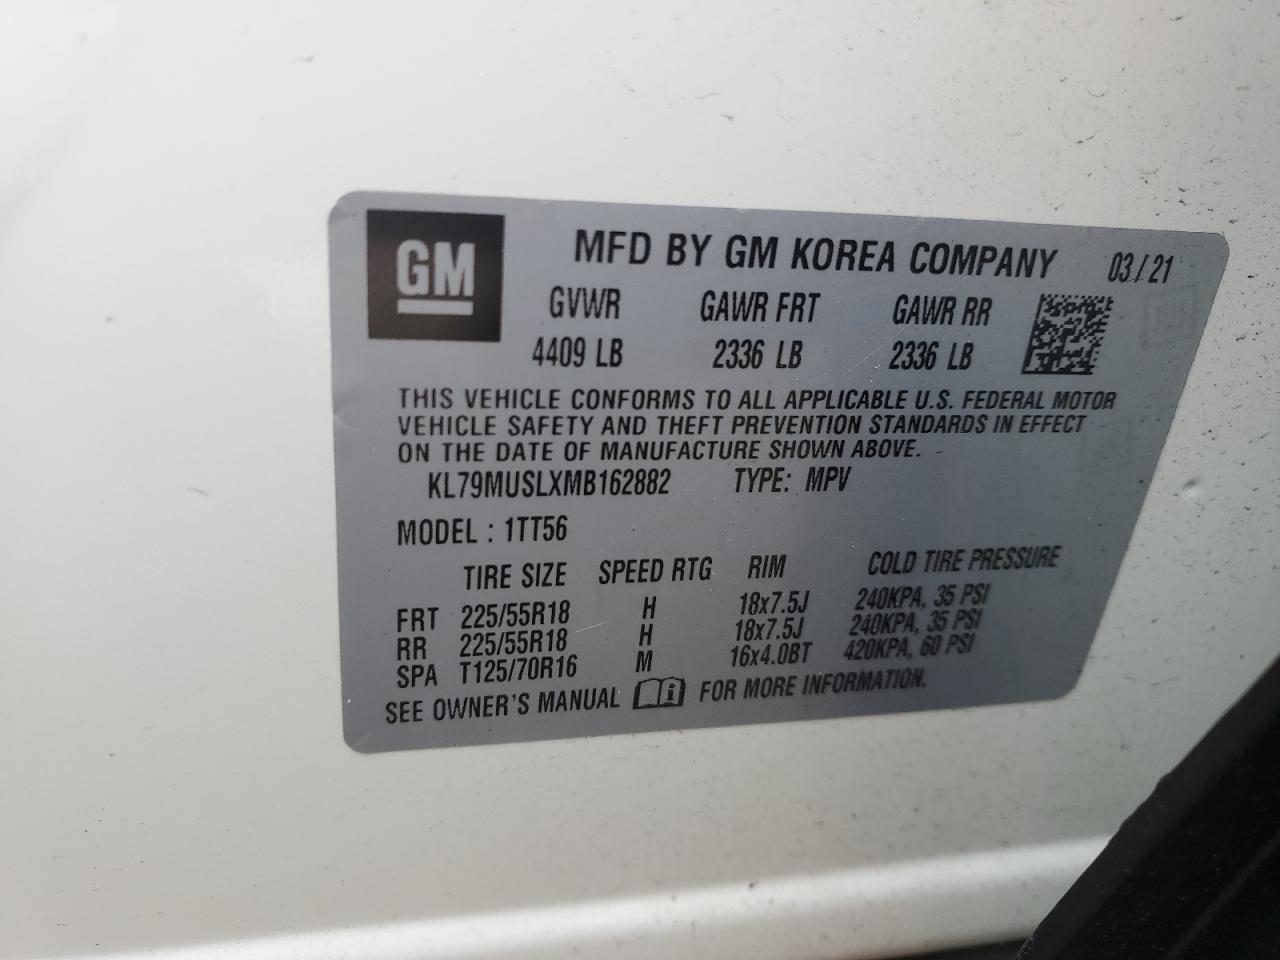 GM
MFD BY GM KOREA COMPANY 03/21
GVWR GAWR FRT GAWR RR
4409 LB 2336 LB 2336 LB
THIS VEHICLE CONFORMS TO ALL APPLICABLE U.S. FEDERAL MOTOR
VEHICLE SAFETY AND THEFT PREVENTION STANDARDS IN EFFECT
ON THE DATE OF MANUFACTURE SHOWN ABOVE.
KL79MUSLXMB162882 TYPE: MPV
MODEL : 1TT56
TIRE SIZE SPEED RTG RIM COLD TIRE PRESSURE
FRT 225/55R18 H 18x7.5J 240KPA, 35 PSI
RR 225/55R18 H 18x7.5J 240KPA, 35 PSI
SPA T125/70R16 M 16x4.0BT 420KPA, 60 PSI
SEE OWNER'S MANUAL i FOR MORE INFORMATION.